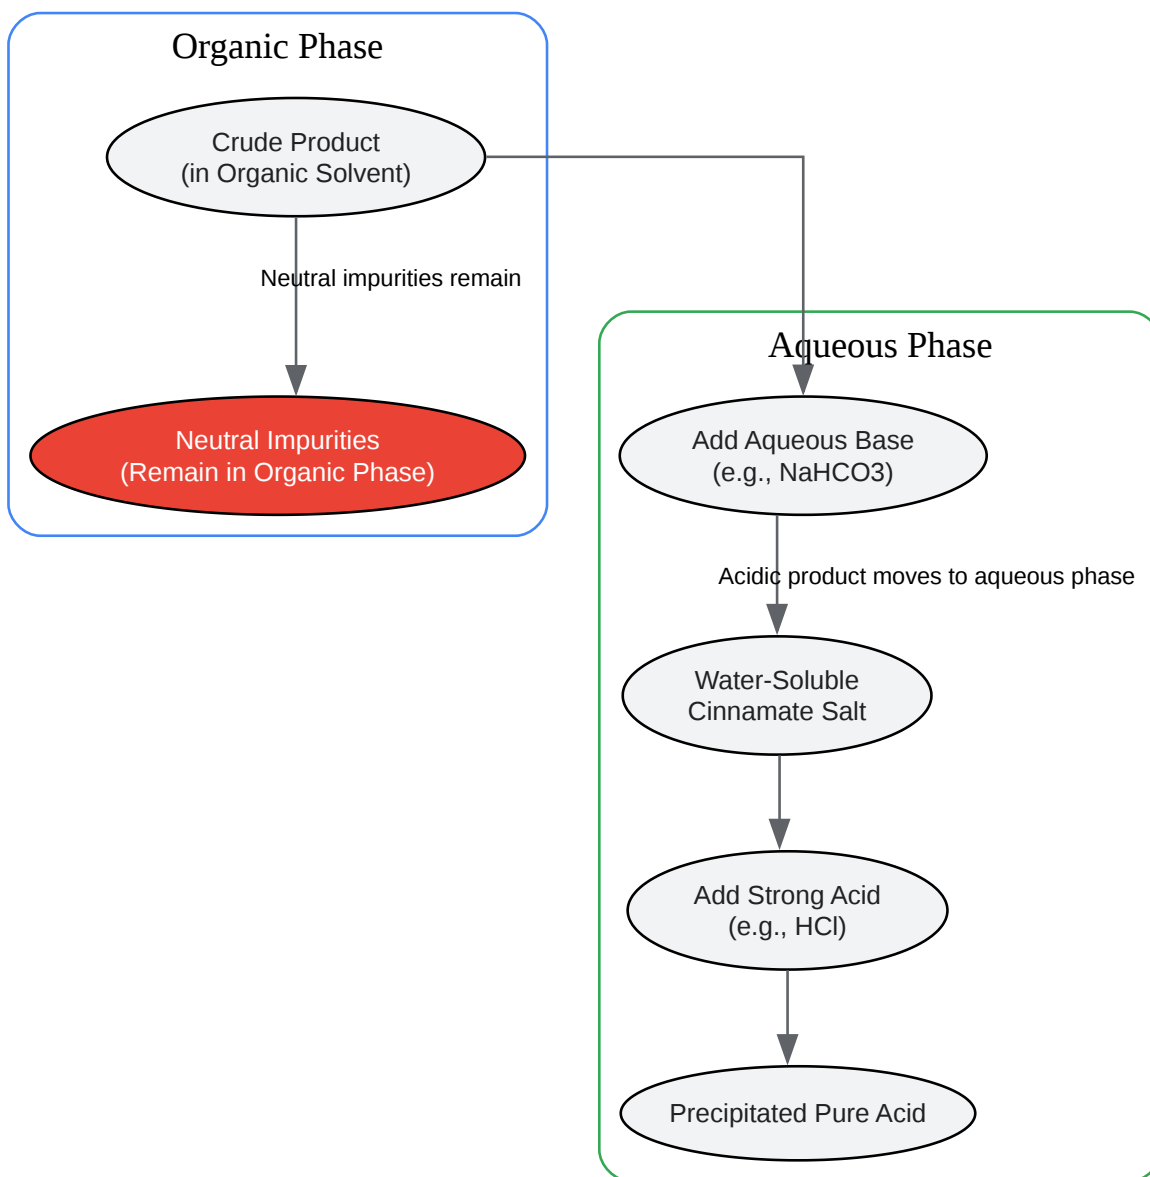 Organic Phase
Crude Product
(in Organic Solvent)
Neutral impurities remain
Neutral Impurities
(Remain in Organic Phase)
Aqueous Phase
Add Aqueous Base
(e.g., NaHCO3)
Acidic product moves to aqueous phase
Water-Soluble
Cinnamate Salt
Add Strong Acid
(e.g., HCl)
Precipitated Pure Acid